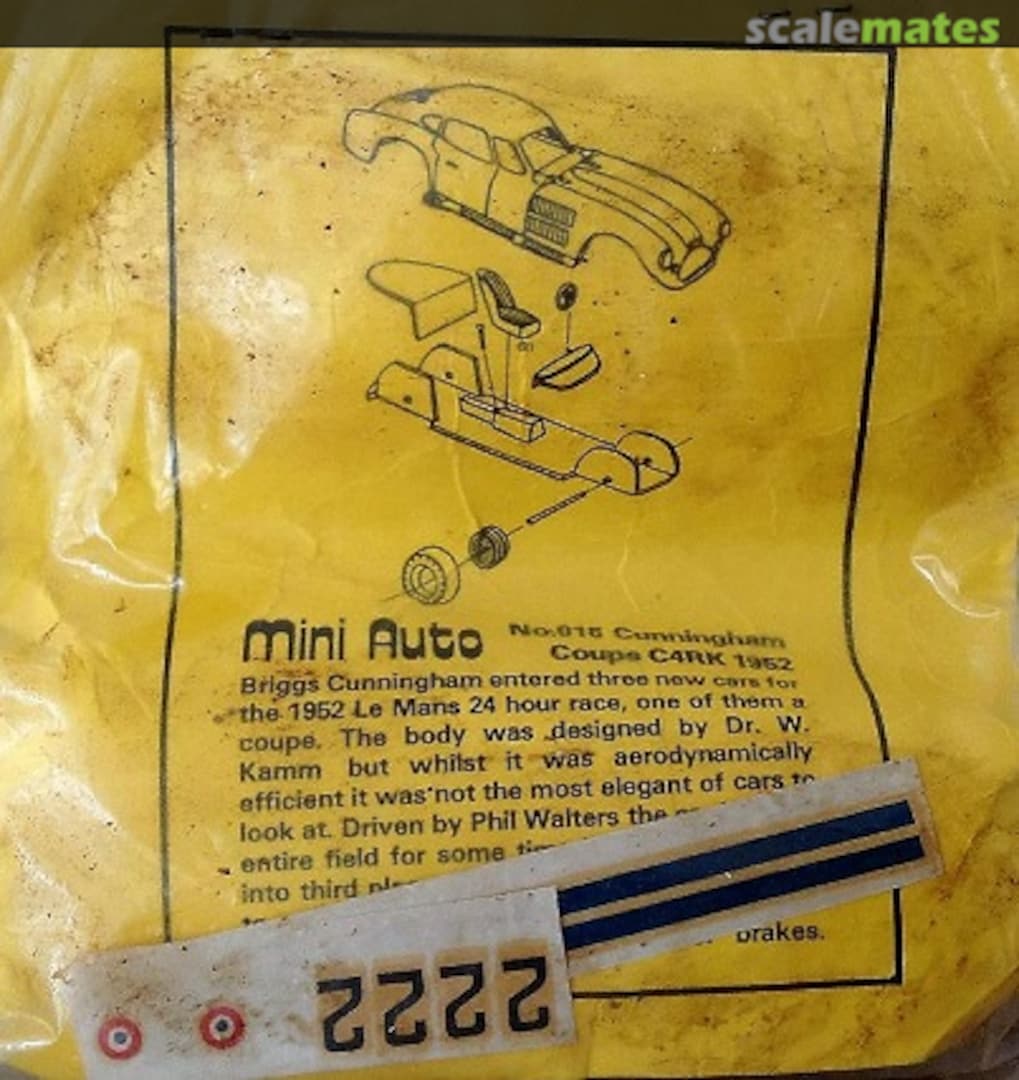 scalemates
Mini Auto
No.016 Cunningham
Coupe C4RK 1952
Briggs Cunningham entered three new cars for
the 1952 Le Mans 24 hour race, one of them a
coupe. The body was designed by Dr. W.
Kamm but whilst it was aerodynamically
efficient it was not the most elegant of cars to
look at. Driven by Phil Walters the
entire field for some
into third
brakes.
2222